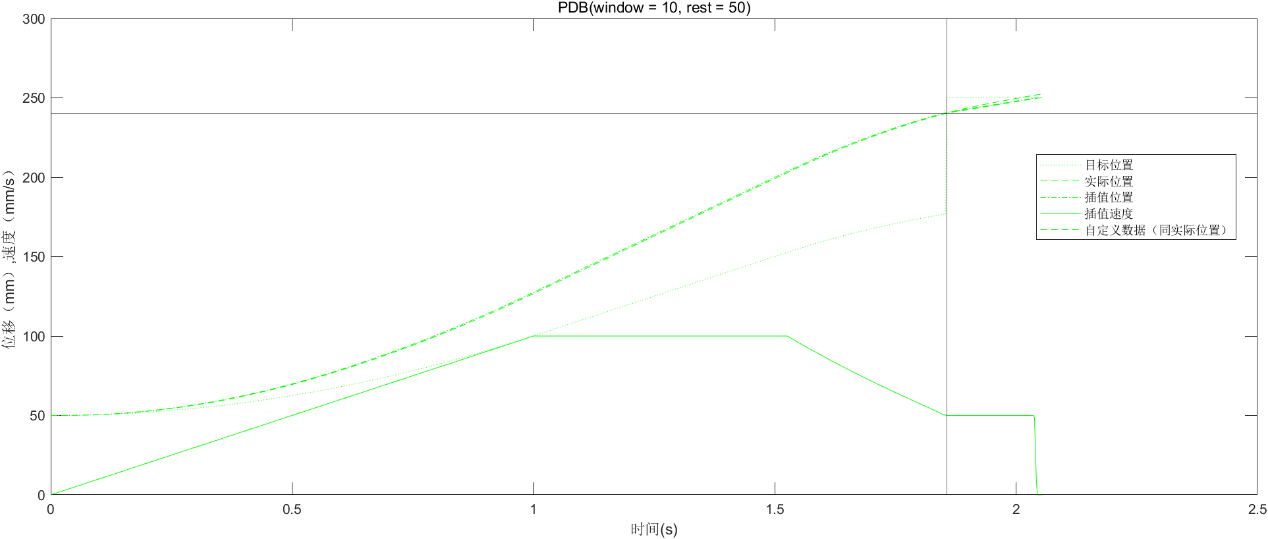 PDB(window = 10, rest = 50)
300
250
200
150
100
50
0
位移（mm）,速度（mm/s）
目标位置
实际位置
插值位置
插值速度
自定义数据（同实际位置）
0
0.5
1
1.5
2
2.5
时间(s)